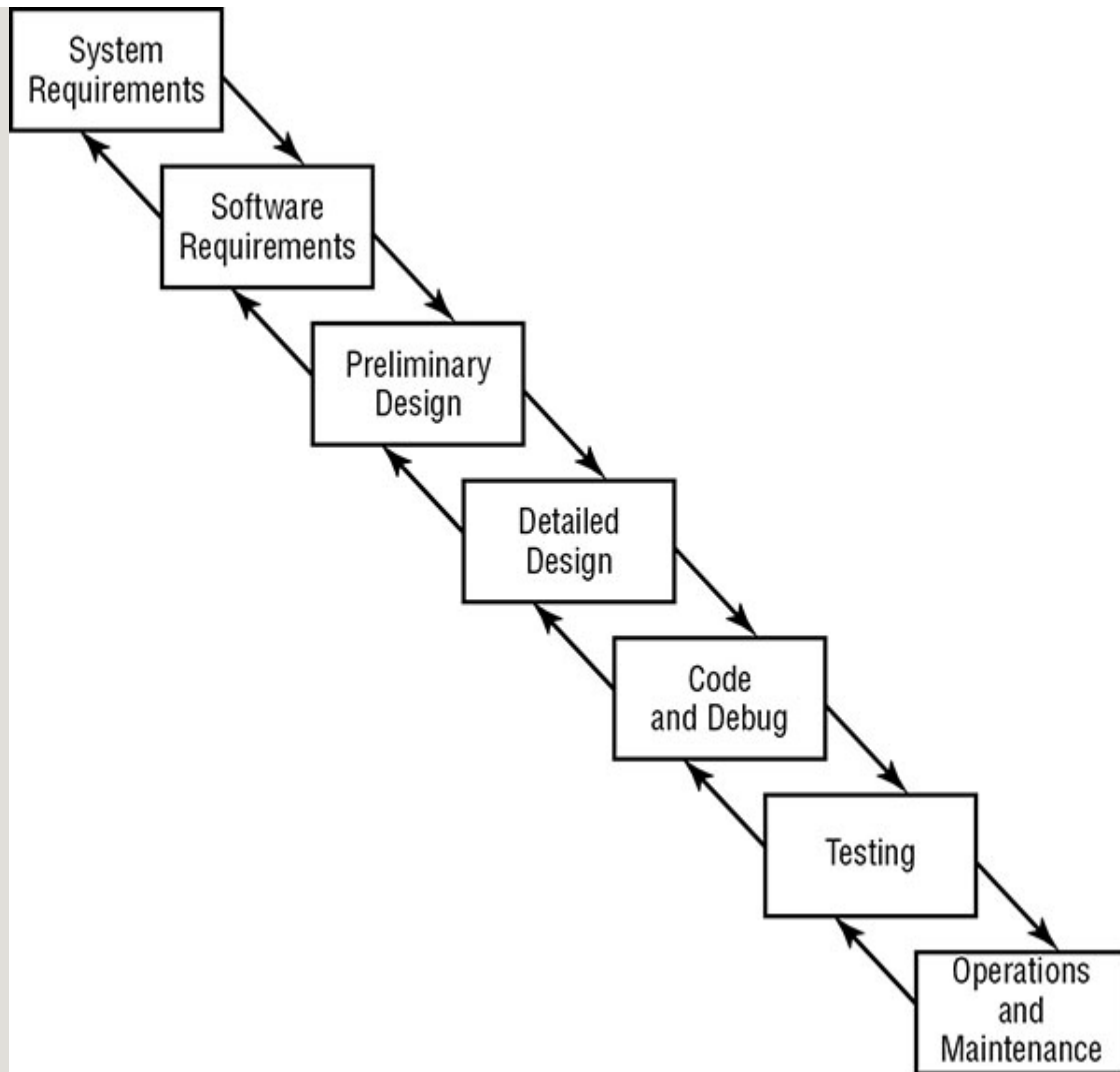 System
Requirements
Software
Requirements
Preliminary
Design
Detailed
Design
Code
and Debug
Testing
Operations
and
Maintenance